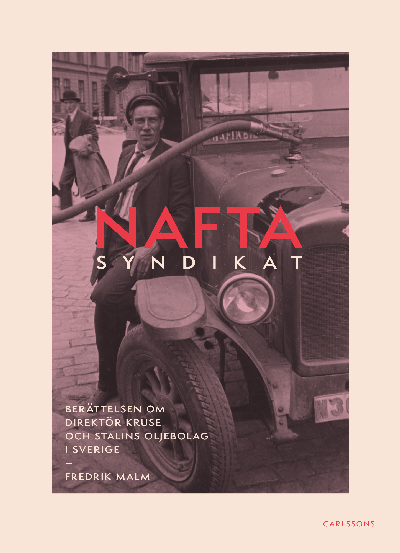 NAFTA
SYNDIKAT
BERÄTTELSEN OM
DIREKTÖR KRUSE
OCH STALINS OLJEBOLAG
I SVERIGE
–
FREDRIK MALM
CARLSSONS